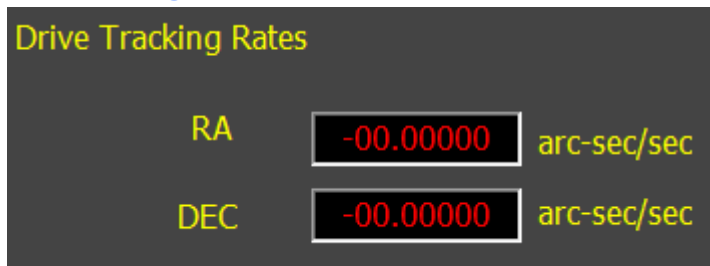 Drive Tracking Rates
RA -00.00000 arc-sec/sec
DEC -00.00000 arc-sec/sec